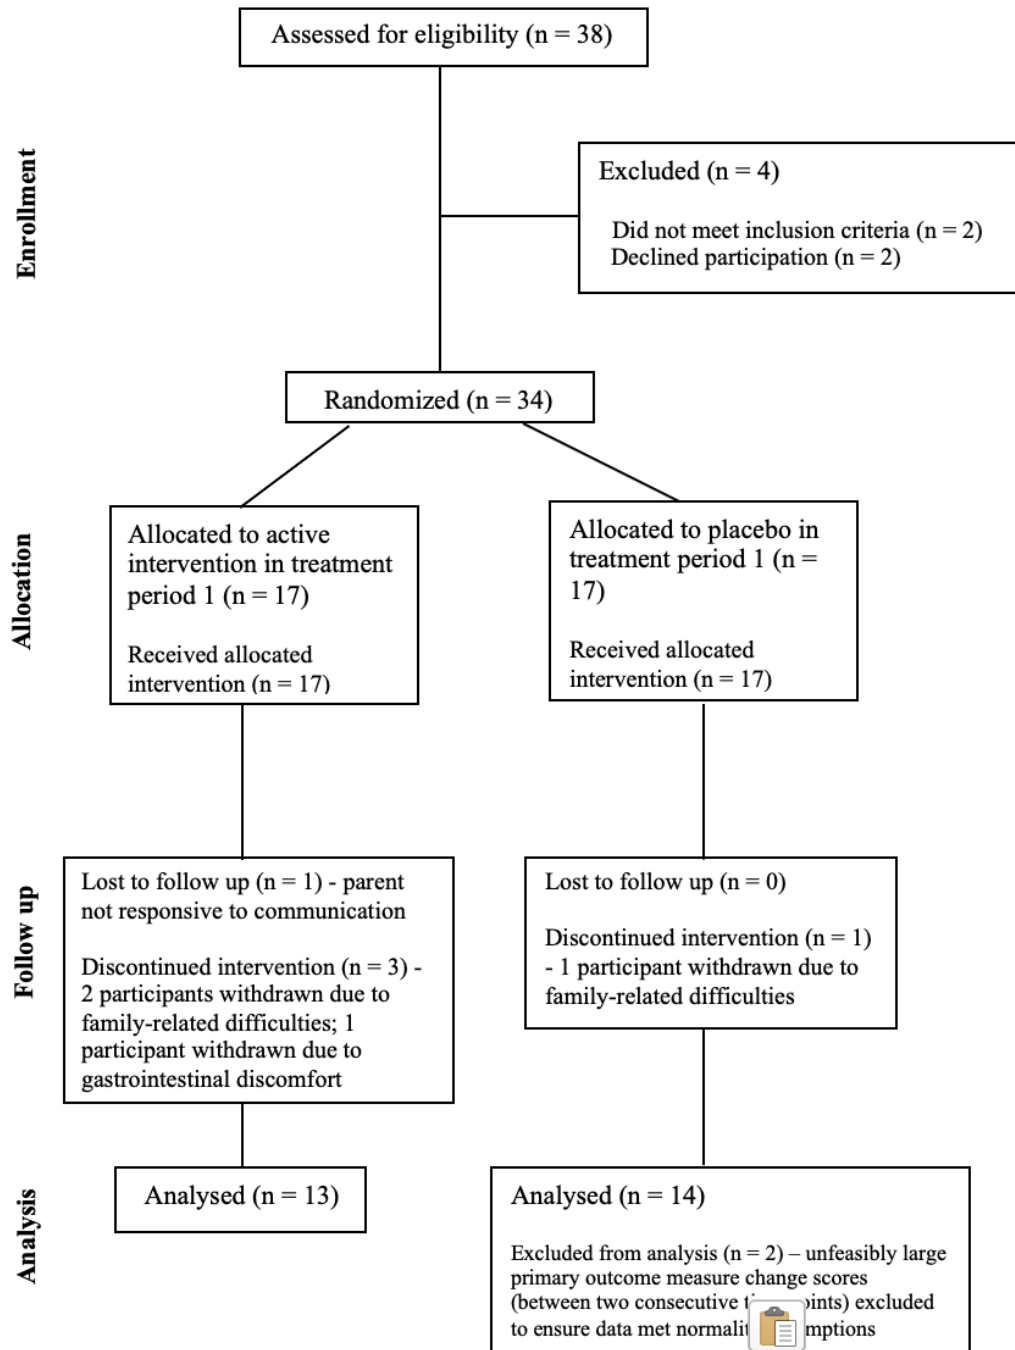 Assessed for eligibility (n = 38)
Enrollment
Excluded (n = 4)
Did not meet inclusion criteria (n = 2)
Declined participation (n = 2)
Randomized (n = 34)
Allocation
Allocated to active
intervention in treatment
period 1 (n = 17)
Received allocated
intervention (n = 17)
Allocated to placebo in
treatment period 1 (n =
17)
Received allocated
intervention (n = 17)
Follow up
Lost to follow up (n = 1) - parent
not responsive to communication
Discontinued intervention (n = 3) -
2 participants withdrawn due to
family-related difficulties; 1
participant withdrawn due to
gastrointestinal discomfort
Lost to follow up (n = 0)
Discontinued intervention (n = 1)
- 1 participant withdrawn due to
family-related difficulties
Analysis
Analysed (n = 13)
Analysed (n = 14)
Excluded from analysis (n = 2) – unfeasibly large
primary outcome measure change scores
(between two consecutive excluded
to ensure data met